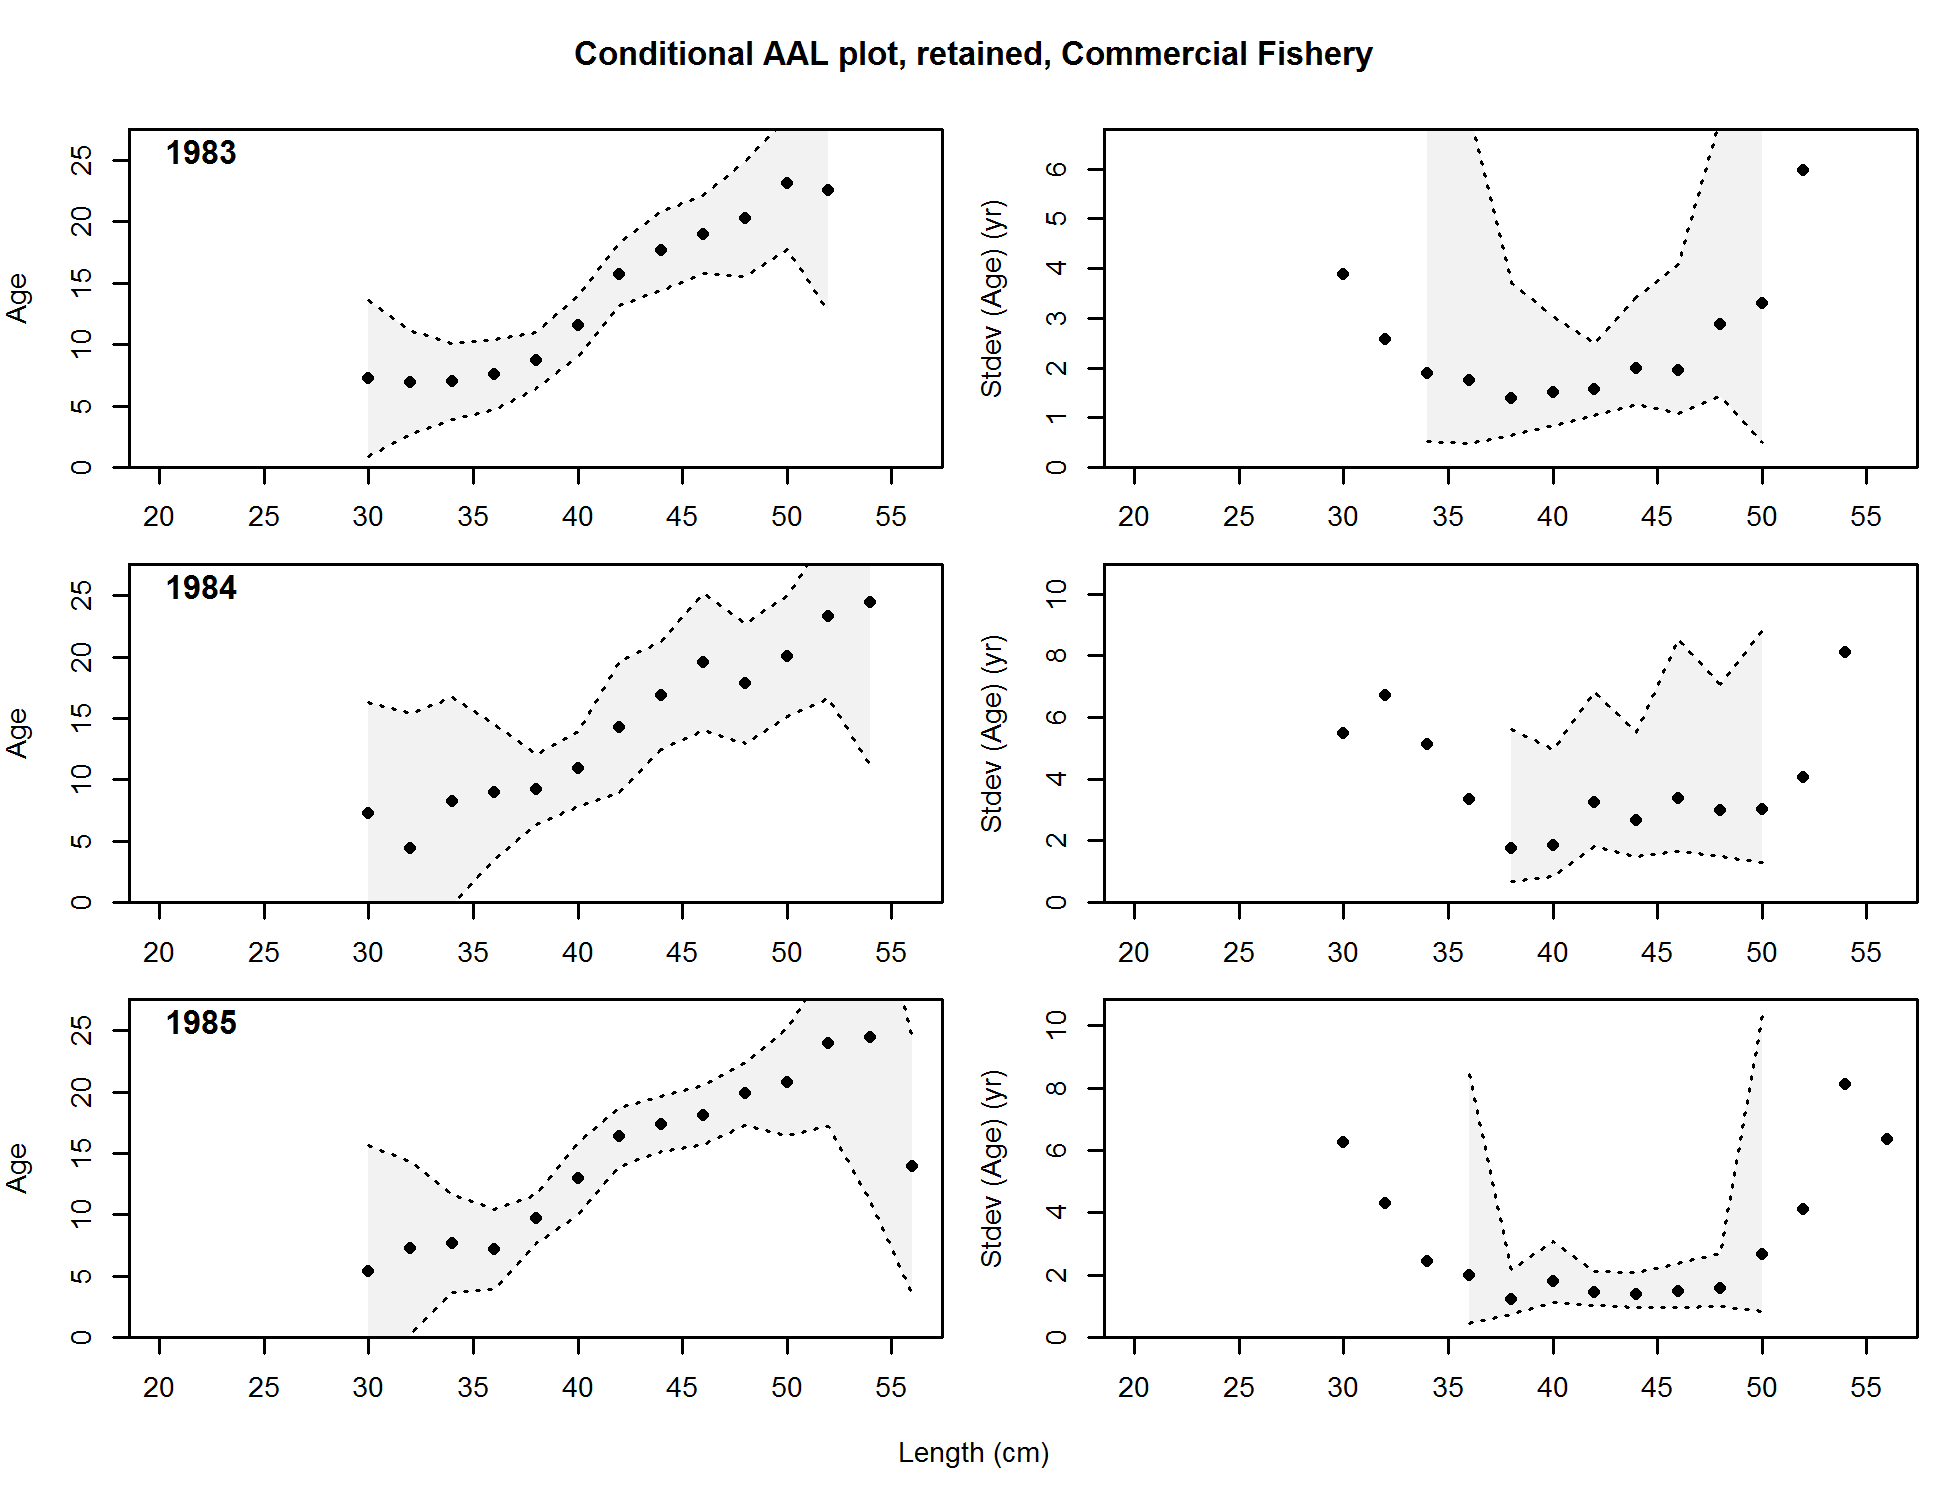 Conditional AAL plot, retained, Commercial Fishery
1983
Age
0 5 10 15 20 25
20 25 30 35 40 45 50 55
Stdev (Age) (yr)
0 1 2 3 4 5 6
20 25 30 35 40 45 50 55
1984
Age
0 5 10 15 20 25
20 25 30 35 40 45 50 55
Stdev (Age) (yr)
0 2 4 6 8 10
20 25 30 35 40 45 50 55
1985
Age
0 5 10 15 20 25
20 25 30 35 40 45 50 55
Stdev (Age) (yr)
0 2 4 6 8 10
20 25 30 35 40 45 50 55
Length (cm)